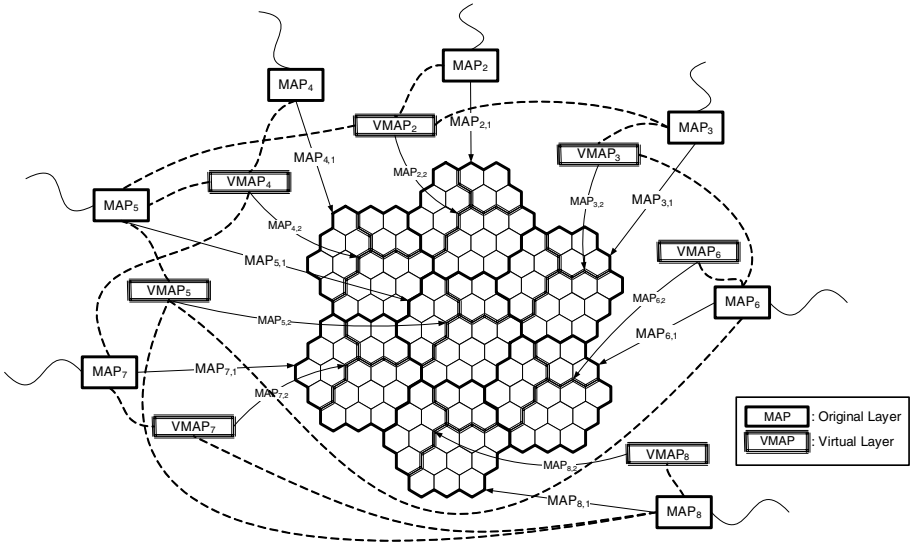 MAP2
MAP4
VMAP2
MAP2,1
MAP3
VMAP3
MAP4,1
MAP2,2
VMAP4
MAP5
MAP3,2
MAP3,1
MAP4,2
VMAP6
MAP5,1
VMAP5
MAP6,2
MAP6
MAP5,2
MAP6,1
MAP7
MAP7,1
MAP7,2
VMAP7
MAP : Original Layer
VMAP : Virtual Layer
VMAP8
MAP8,2
MAP8,1
MAP8